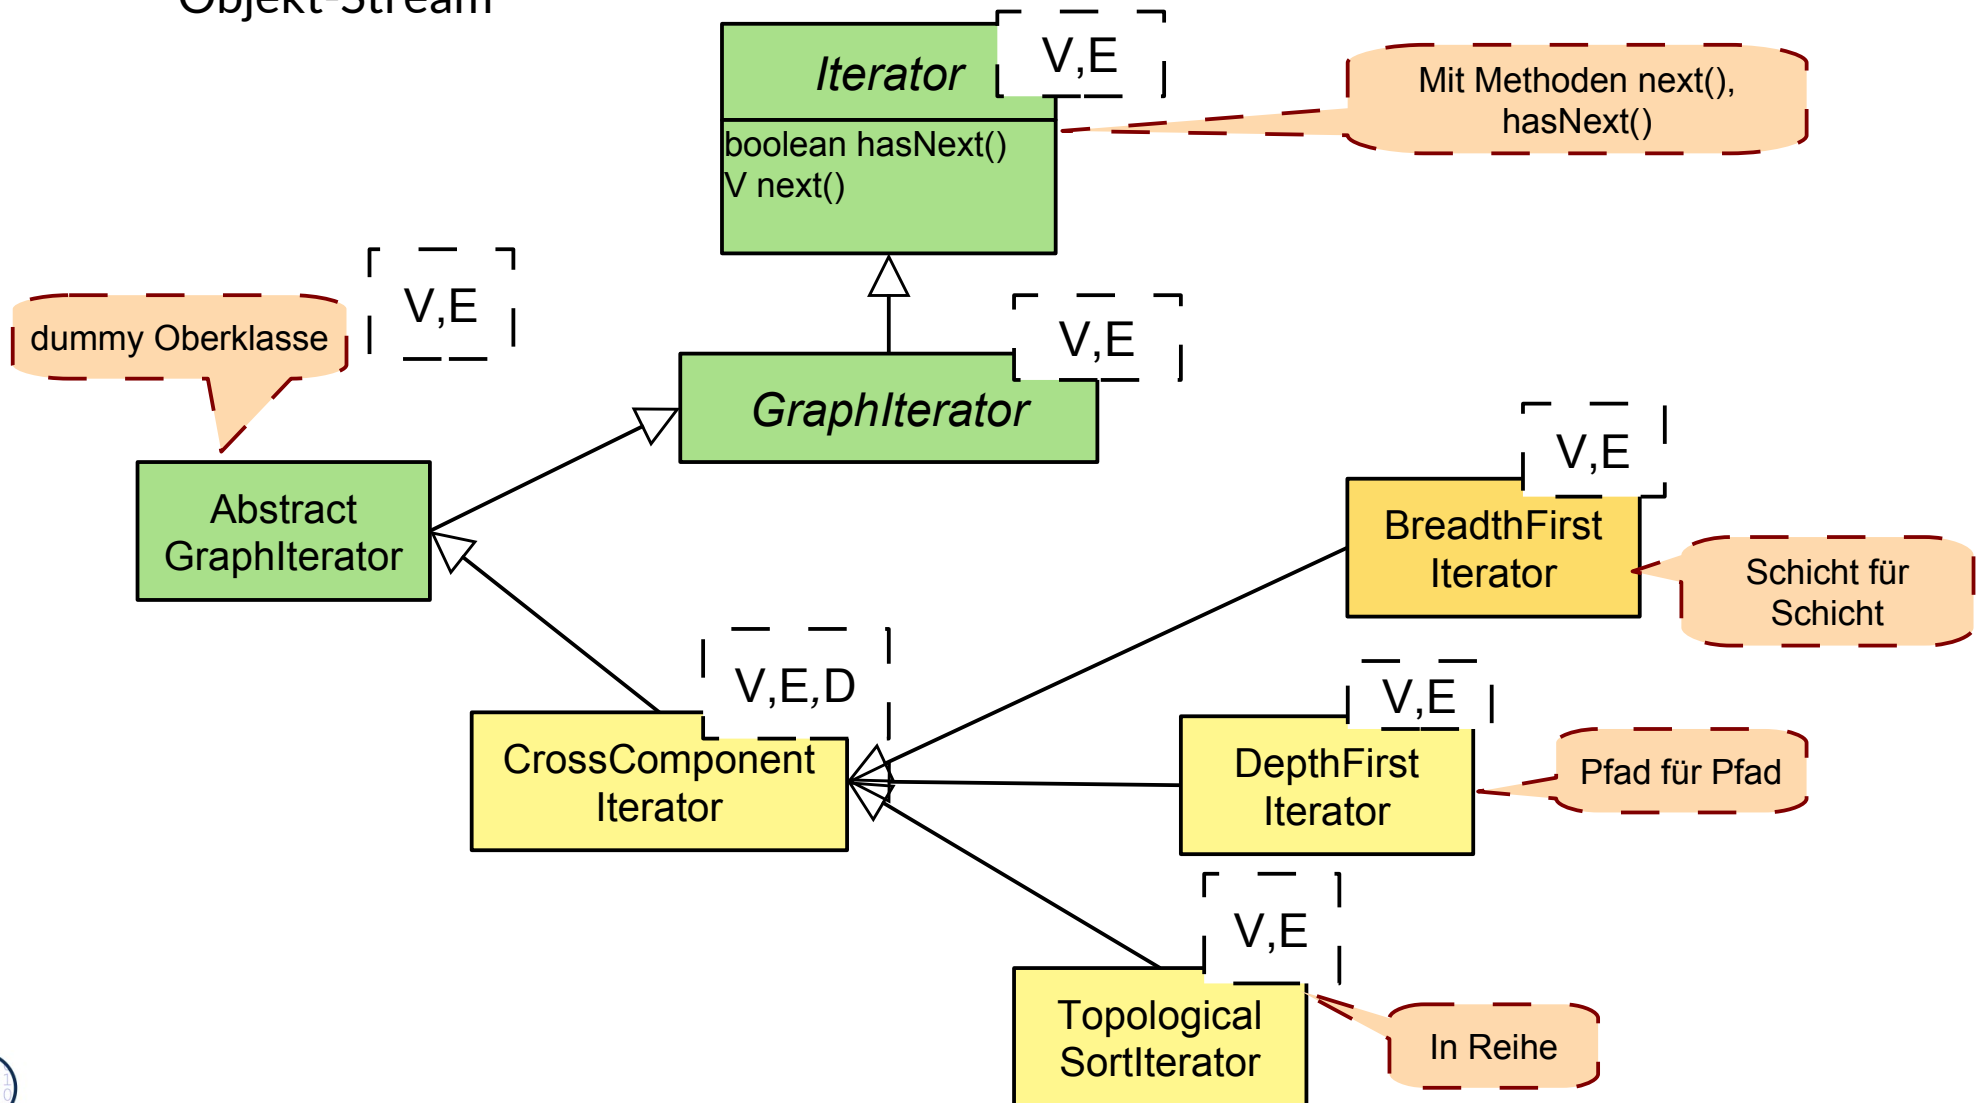 Objekt-Stream
Iterator
V,E
boolean hasNext()
V next()
Mit Methoden next(),
hasNext()
dummy Oberklasse
V,E
V,E
GraphIterator
Abstract
GraphIterator
V,E
BreadthFirst
Iterator
Schicht für
Schicht
V,E,D
CrossComponent
Iterator
V,E
DepthFirst
Iterator
Pfad für Pfad
V,E
Topological
SortIterator
In Reihe